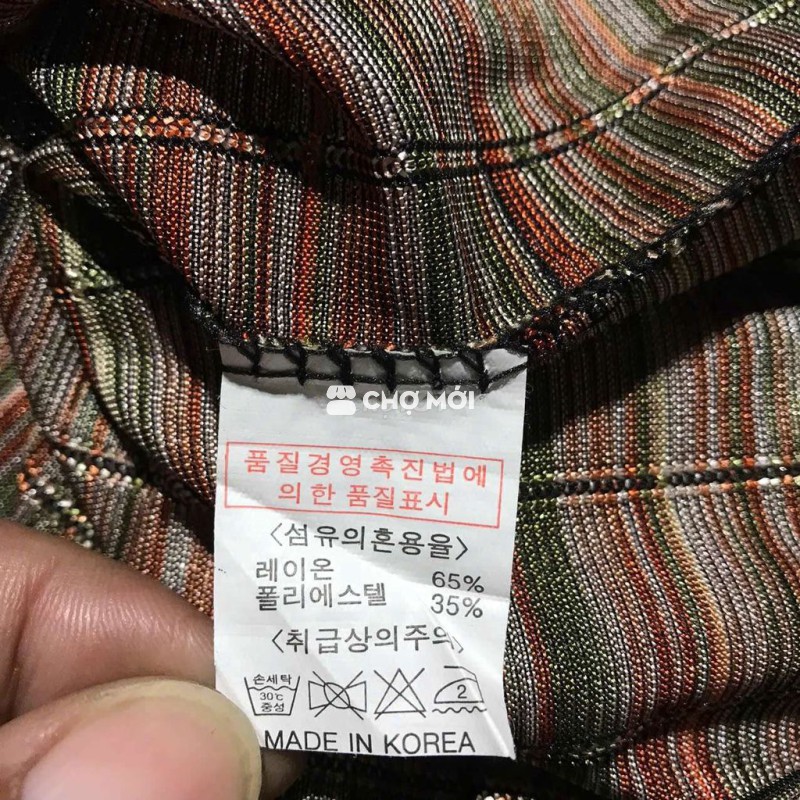 CHỢ MỚI
품질경영촉진법에
의한 품질표시
<섬유의혼용율>
레이온 65%
폴리에스텔 35%
<취급상의주의>
손세탁
30℃
중성
2
MADE IN KOREA